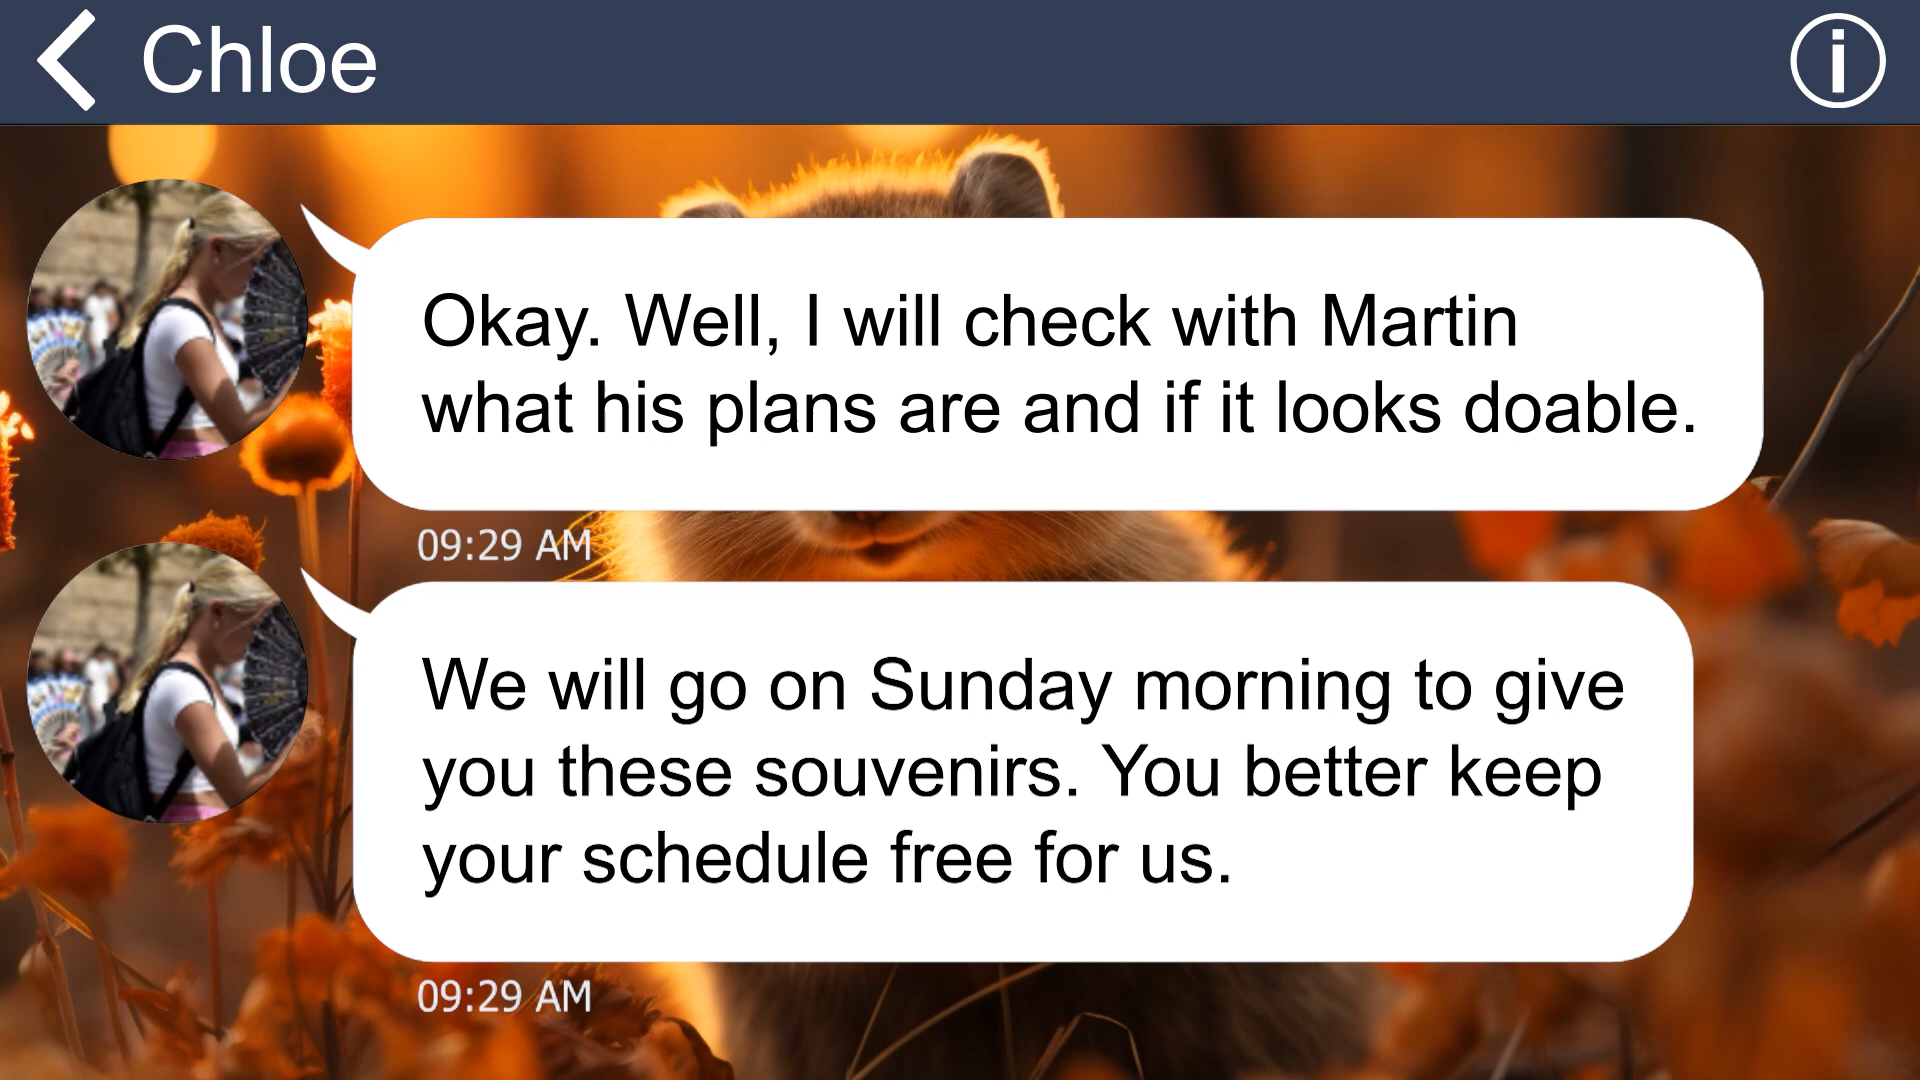 Chloe
Okay. Well, I will check with Martin
what his plans are and if it looks doable.
09:29 AM
We will go on Sunday morning to give
you these souvenirs. You better keep
your schedule free for us.
09:29 AM